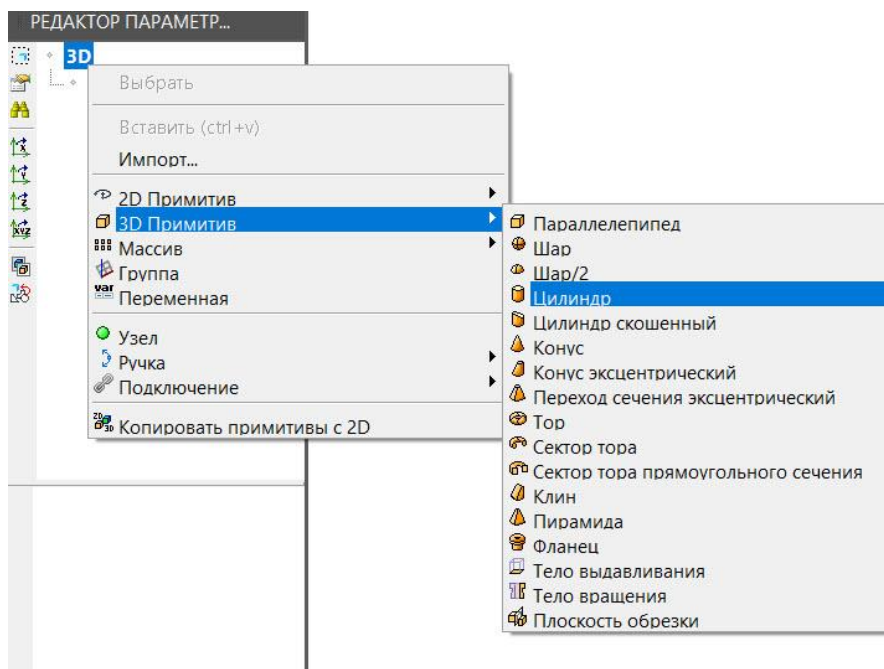 РЕДАКТОР ПАРАМЕТР...
3D
Выбрать
Вставить (ctrl+v)
Импорт...
2D Примитив
3D Примитив
Массив
Группа
var Переменная
Узел
Ручка
Подключение
Копировать примитивы с 2D
Параллелепипед
Шар
Шар/2
Цилиндр
Цилиндр скошенный
Конус
Конус эксцентрический
Переход сечения эксцентрический
Тор
Сектор тора
Сектор тора прямоугольного сечения
Клин
Пирамида
Фланец
Тело выдавливания
Тело вращения
Плоскость обрезки